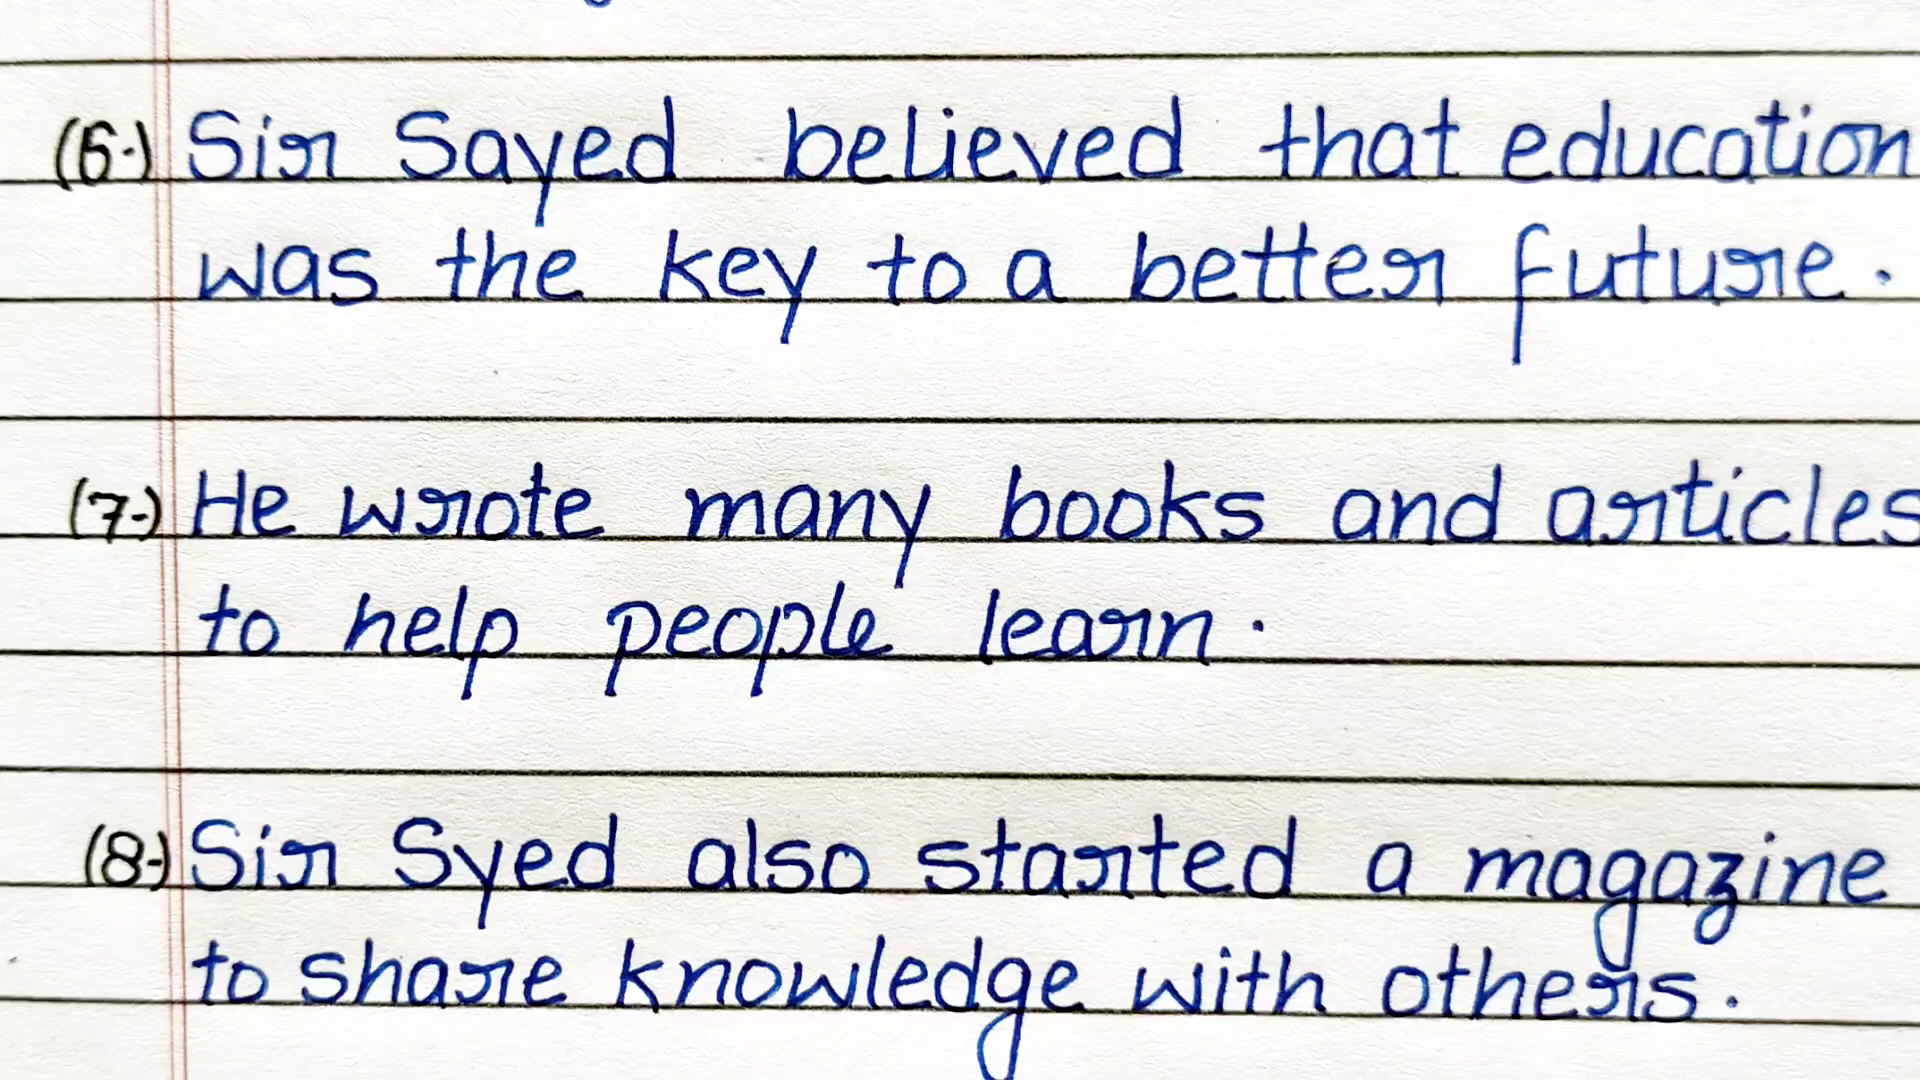 (6.) Sir Sayed believed that education
was the key to a better future.
(7.) He wrote many books and articles
to help people learn.
(8.) Sir Syed also started a magazine
to share knowledge with others.